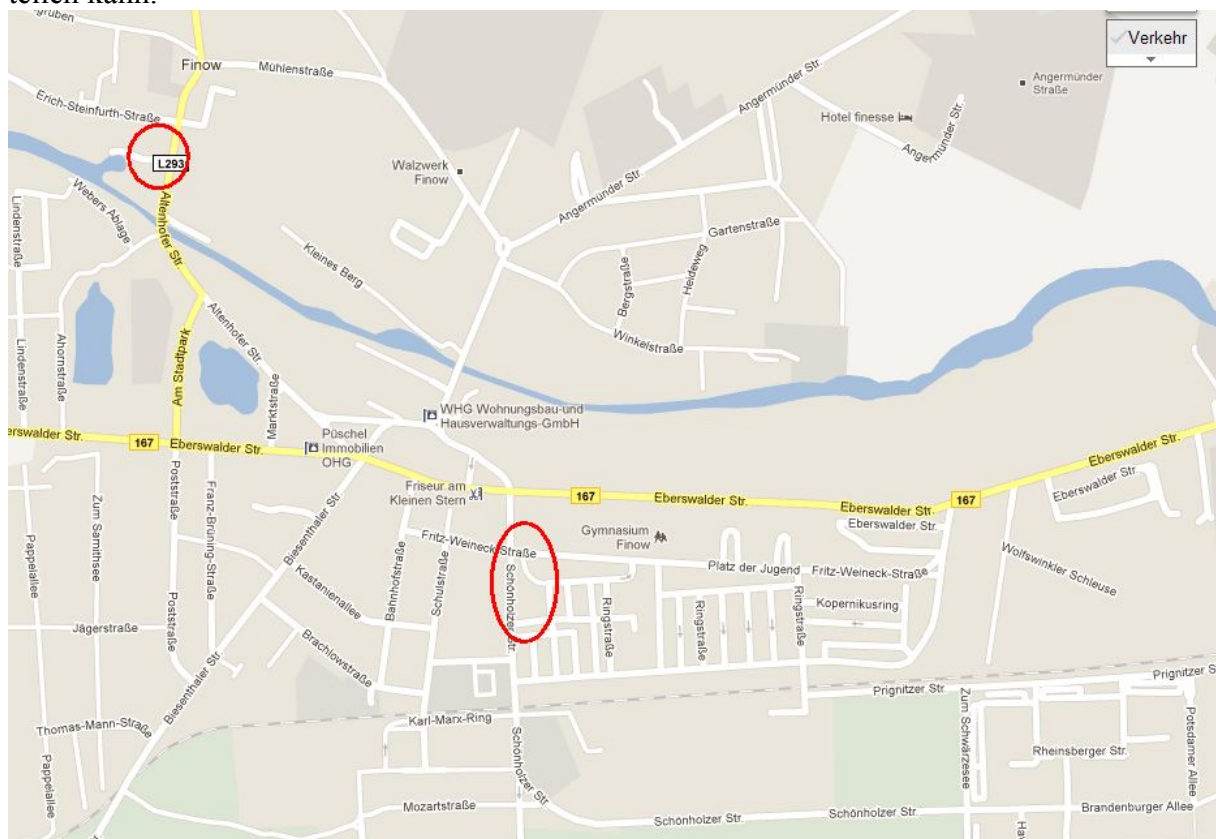 Verkehr
Finow
Mühlenstraße
Erich-Steinfurth-Straße
L293
Webers Ablage
Lindenstraße
Altenhofer Str.
Walzwerk
Finow
Angermünder Str.
Angermünder Str
Hotel finesse
Angermünder Str.
Angermünder
Straße
Gartenstraße
Heideweg
Bergstraße
Winkelstraße
Kleines Berg
Altenhofer Str.
Am Stadtpark
Ahornstraße
Lindenstraße
Marktstraße
WHG Wohnungsbau-und
Hausverwaltungs-GmbH
Püschel
Immobilien
OHG
167
Eberswalder Str.
Friseur am
Kleinen Stern
167
Eberswalder Str.
Eberswalder Str.
167
Eberswalder Str.
Eberswalder Str.
Eberswalder Str.
Wolfswinkler Schleuse
Gymnasium
Finow
Fritz-Weineck-Straße
Platz der Jugend
Fritz-Weineck-Straße
Kopernikusring
Ringstraße
Ringstraße
Ringstraße
Schönholzer Str.
Schulstraße
Bahnhofstraße
Biesenthaler Str.
Kastanienallee
Brachlowstraße
Franz-Brüning-Straße
Poststraße
Poststraße
Zum Samithsee
Pappelallee
Jägerstraße
Biesenthaler Str.
Thomas-Mann-Straße
Pappelallee
Karl-Marx-Ring
Schönholzer Str.
Mozartstraße
Schönholzer Str.
Schönholzer Str.
Brandenburger Allee
Prignitzer Str
Prignitzer S
Zum Schwärzesee
Rheinsberger Str.
Potsdamer Allee